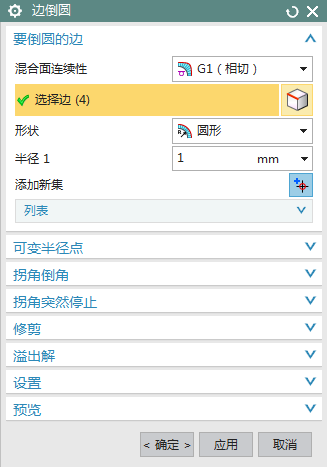 边倒圆
要倒圆的边
混合面连续性 G1（相切）
选择边 (4)
形状 圆形
半径 1 1 mm
添加新集
列表
可变半径点
拐角倒角
拐角突然停止
修剪
溢出解
设置
预览
< 确定 > 应用 取消